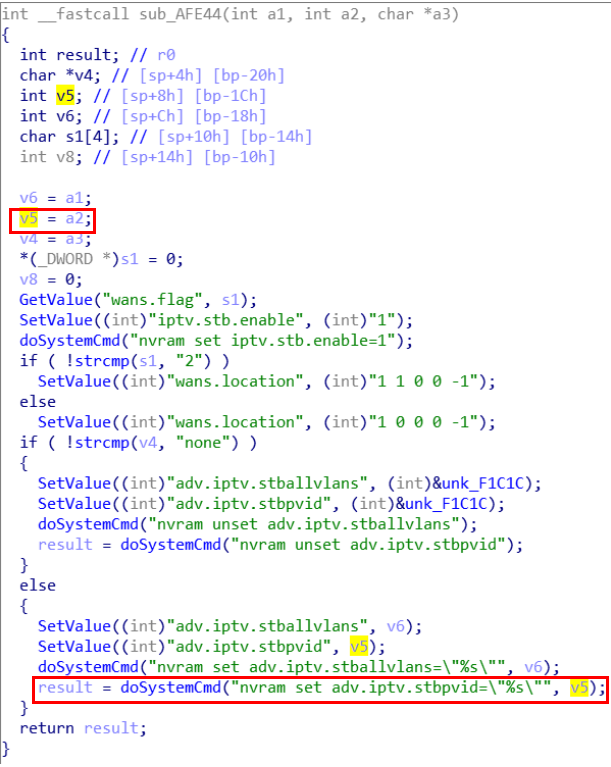 int __fastcall sub_AFE44(int a1, int a2, char *a3)
{
  int result; // r0
  char *v4; // [sp+4h] [bp-20h]
  int v5; // [sp+8h] [bp-1Ch]
  int v6; // [sp+Ch] [bp-18h]
  char s1[4]; // [sp+10h] [bp-14h]
  int v8; // [sp+14h] [bp-10h]

  v6 = a1;
  v5 = a2;
  v4 = a3;
  *(_DWORD *)s1 = 0;
  v8 = 0;
  GetValue("wans.flag", s1);
  SetValue((int)"iptv.stb.enable", (int)"1");
  doSystemCmd("nvram set iptv.stb.enable=1");
  if ( !strcmp(s1, "2") )
    SetValue((int)"wans.location", (int)"1 1 0 0 -1");
  else
    SetValue((int)"wans.location", (int)"1 0 0 0 -1");
  if ( !strcmp(v4, "none") )
  {
    SetValue((int)"adv.iptv.stballvlans", (int)&unk_F1C1C);
    SetValue((int)"adv.iptv.stbpvid", (int)&unk_F1C1C);
    doSystemCmd("nvram unset adv.iptv.stballvlans");
    result = doSystemCmd("nvram unset adv.iptv.stbpvid");
  }
  else
  {
    SetValue((int)"adv.iptv.stballvlans", v6);
    SetValue((int)"adv.iptv.stbpvid", v5);
    doSystemCmd("nvram set adv.iptv.stballvlans=\"%s\"", v6);
    result = doSystemCmd("nvram set adv.iptv.stbpvid=\"%s\"", v5);
  }
  return result;
}